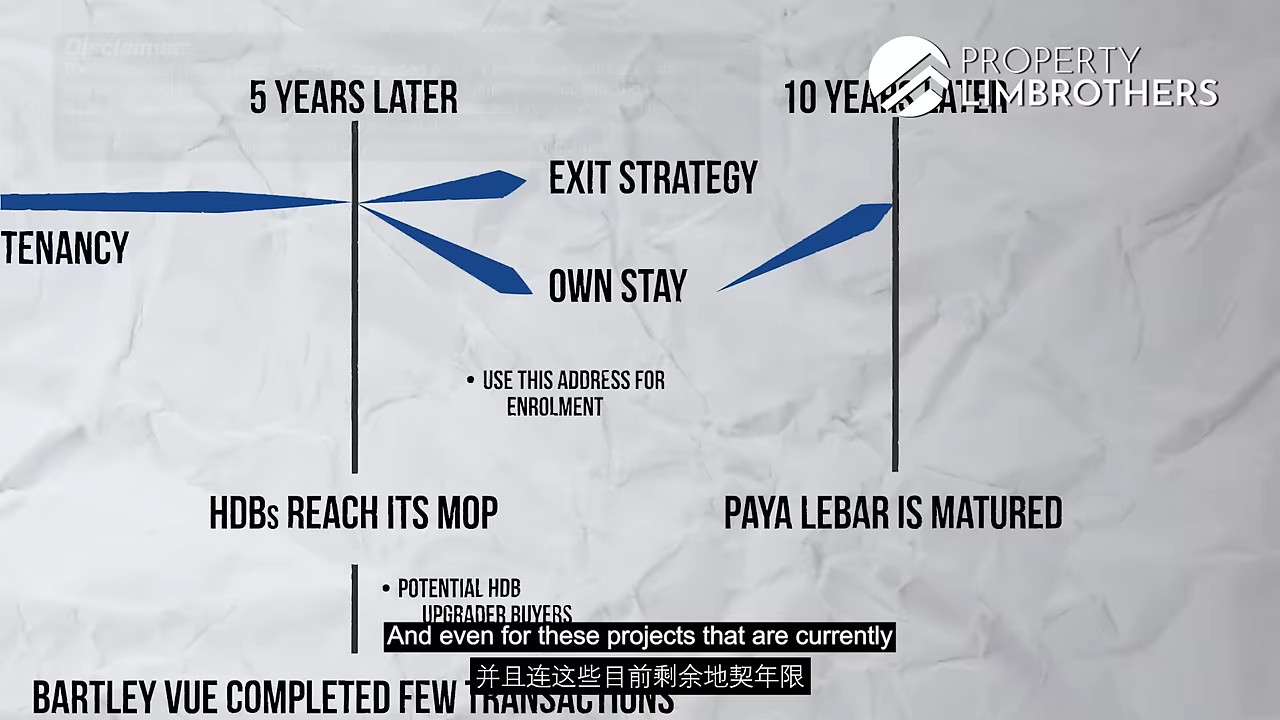 Disclaimer:
PROPERTY
LIMBROTHERS
5 YEARS LATER
10 YEARS LATER
EXIT STRATEGY
TENANCY
OWN STAY
• USE THIS ADDRESS FOR
ENROLMENT
HDBs REACH ITS MOP
PAYA LEBAR IS MATURED
• POTENTIAL HDB
UPGRADER BUYERS
And even for these projects that are currently
并且连这些目前剩余地契年限
BARTLEY VUE COMPLETED FEW TRANSACTIONS